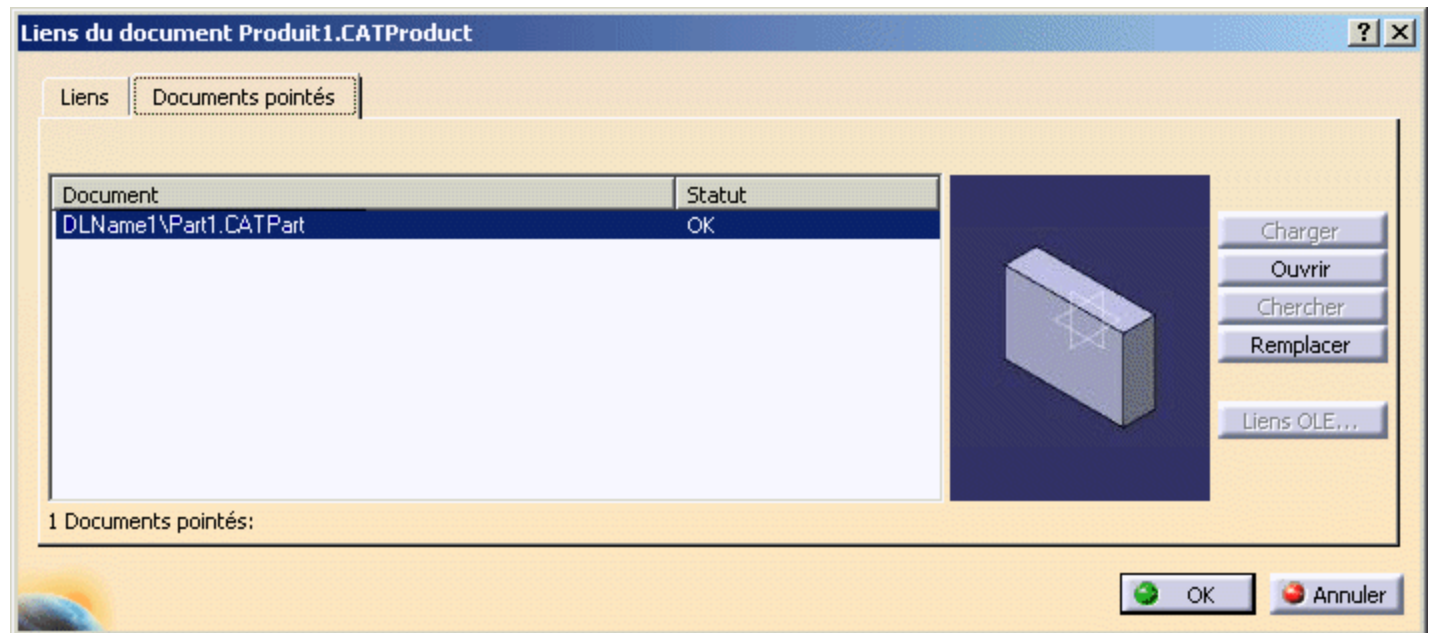 Liens du document Produit1.CATProduct
Liens Documents pointés
Document Statut
DLName1\Part1.CATPart OK
Charger
Ouvrir
Chercher
Remplacer
Liens OLE...
1 Documents pointés:
OK Annuler